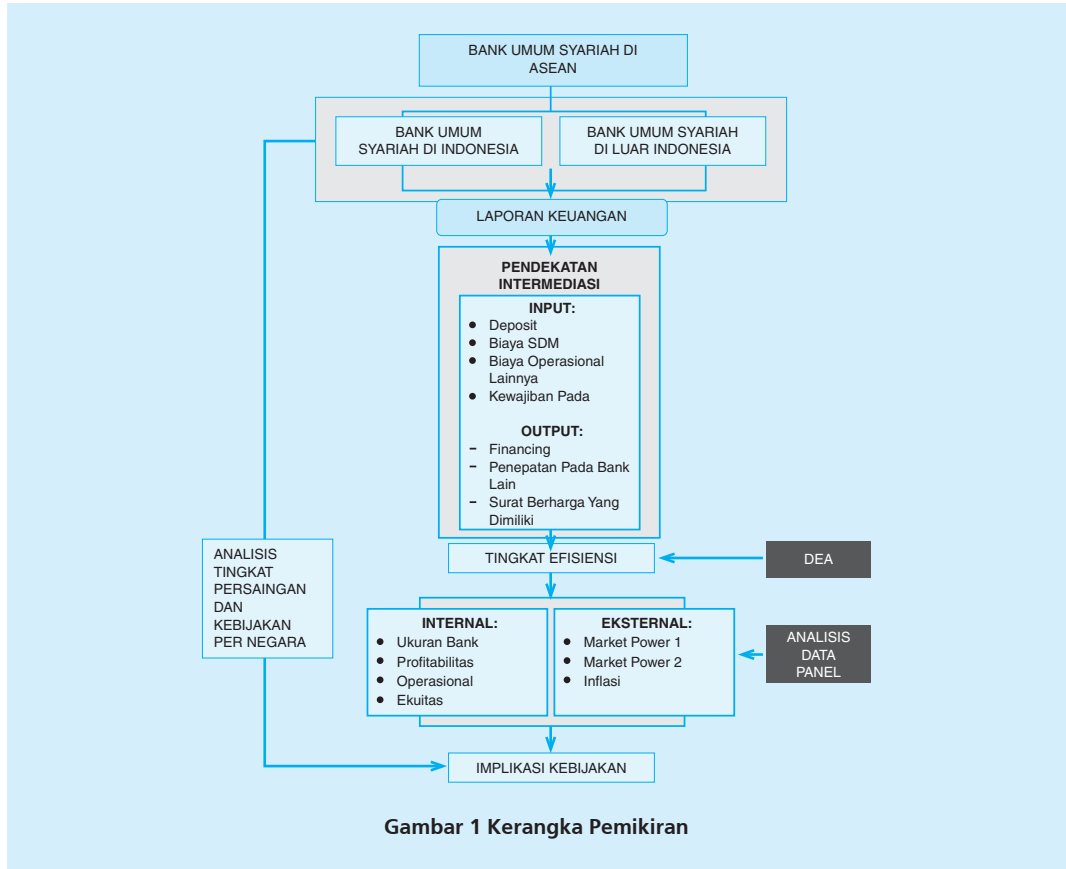 BANK UMUM SYARIAH DI
ASEAN
BANK UMUM
SYARIAH DI INDONESIA
BANK UMUM SYARIAH
DI LUAR INDONESIA
LAPORAN KEUANGAN
PENDEKATAN
INTERMEDIASI
INPUT:
● Deposit
● Biaya SDM
● Biaya Operasional
Lainnya
● Kewajiban Pada
OUTPUT:
– Financing
– Penepatan Pada Bank
Lain
– Surat Berharga Yang
Dimiliki
TINGKAT EFISIENSI
DEA
ANALISIS
TINGKAT
PERSAINGAN
DAN
KEBIJAKAN
PER NEGARA
INTERNAL:
● Ukuran Bank
● Profitabilitas
● Operasional
● Ekuitas
EKSTERNAL:
● Market Power 1
● Market Power 2
● Inflasi
ANALISIS
DATA
PANEL
IMPLIKASI KEBIJAKAN
Gambar 1 Kerangka Pemikiran